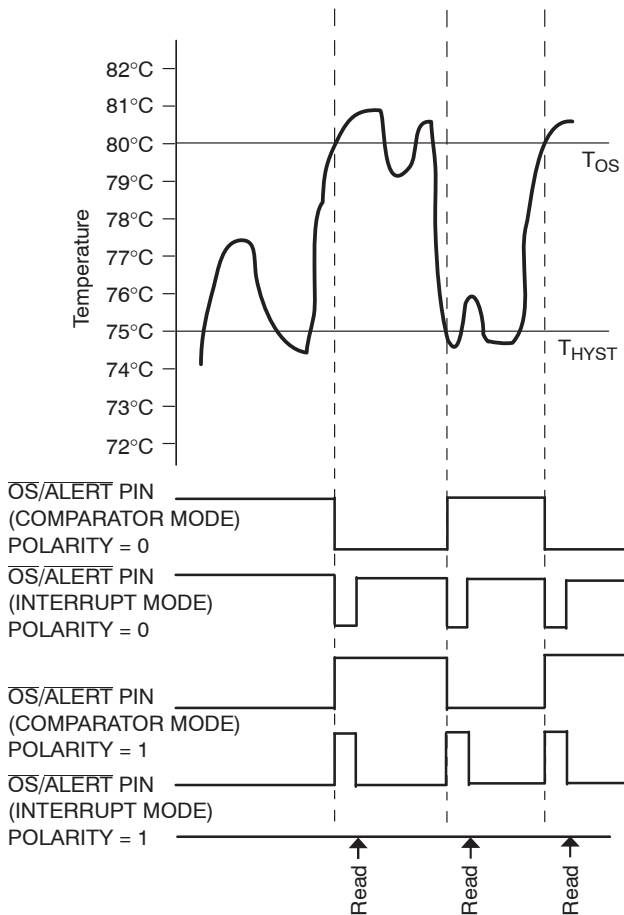 82°C
81°C
80°C
79°C
78°C
77°C
76°C
75°C
74°C
73°C
72°C
Temperature
TOS
THYST
OS/ALERT PIN
(COMPARATOR MODE)
POLARITY = 0
OS/ALERT PIN
(INTERRUPT MODE)
POLARITY = 0
OS/ALERT PIN
(COMPARATOR MODE)
POLARITY = 1
OS/ALERT PIN
(INTERRUPT MODE)
POLARITY = 1
Read
Read
Read